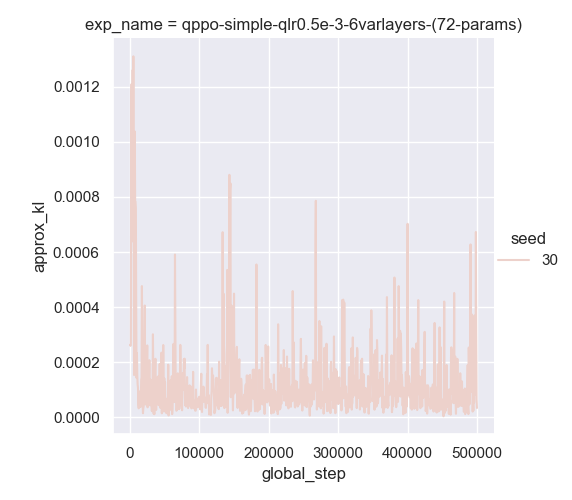 exp_name = qppo-simple-qlr0.5e-3-6varlayers-(72-params)
0.0012
0.0010
0.0008
0.0006
0.0004
0.0002
0.0000
approx_kl
0 100000 200000 300000 400000 500000
global_step
seed
30